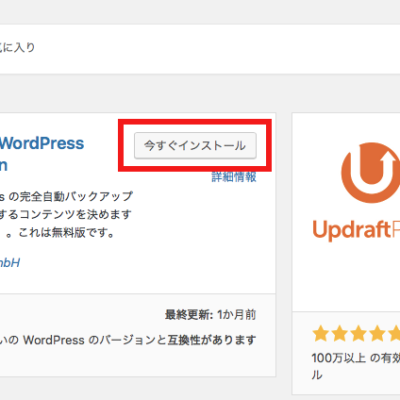 に入り
WordPress
n
今すぐインストール
詳細情報
s の完全自動バックアップ
するコンテンツを決めます
。これは無料版です。
mbH
最終更新: 1か月前
いの WordPress のバージョンと互換性があります
UpdraftP
100万以上 の有効
ル